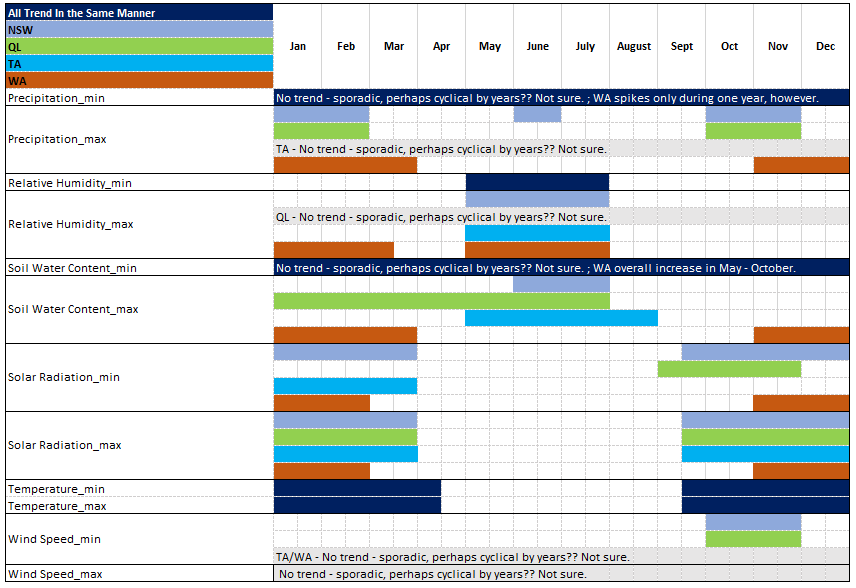 All Trend In the Same Manner
NSW
QL
TA
WA
Jan Feb Mar Apr May June July August Sept Oct Nov Dec
Precipitation_min
No trend - sporadic, perhaps cyclical by years?? Not sure. ; WA spikes only during one year, however.
Precipitation_max
TA - No trend - sporadic, perhaps cyclical by years?? Not sure.
Relative Humidity_min
Relative Humidity_max
QL - No trend - sporadic, perhaps cyclical by years?? Not sure.
Soil Water Content_min
No trend - sporadic, perhaps cyclical by years?? Not sure. ; WA overall increase in May - October.
Soil Water Content_max
Solar Radiation_min
Solar Radiation_max
Temperature_min
Temperature_max
Wind Speed_min
TA/WA - No trend - sporadic, perhaps cyclical by years?? Not sure.
Wind Speed_max
No trend - sporadic, perhaps cyclical by years?? Not sure.